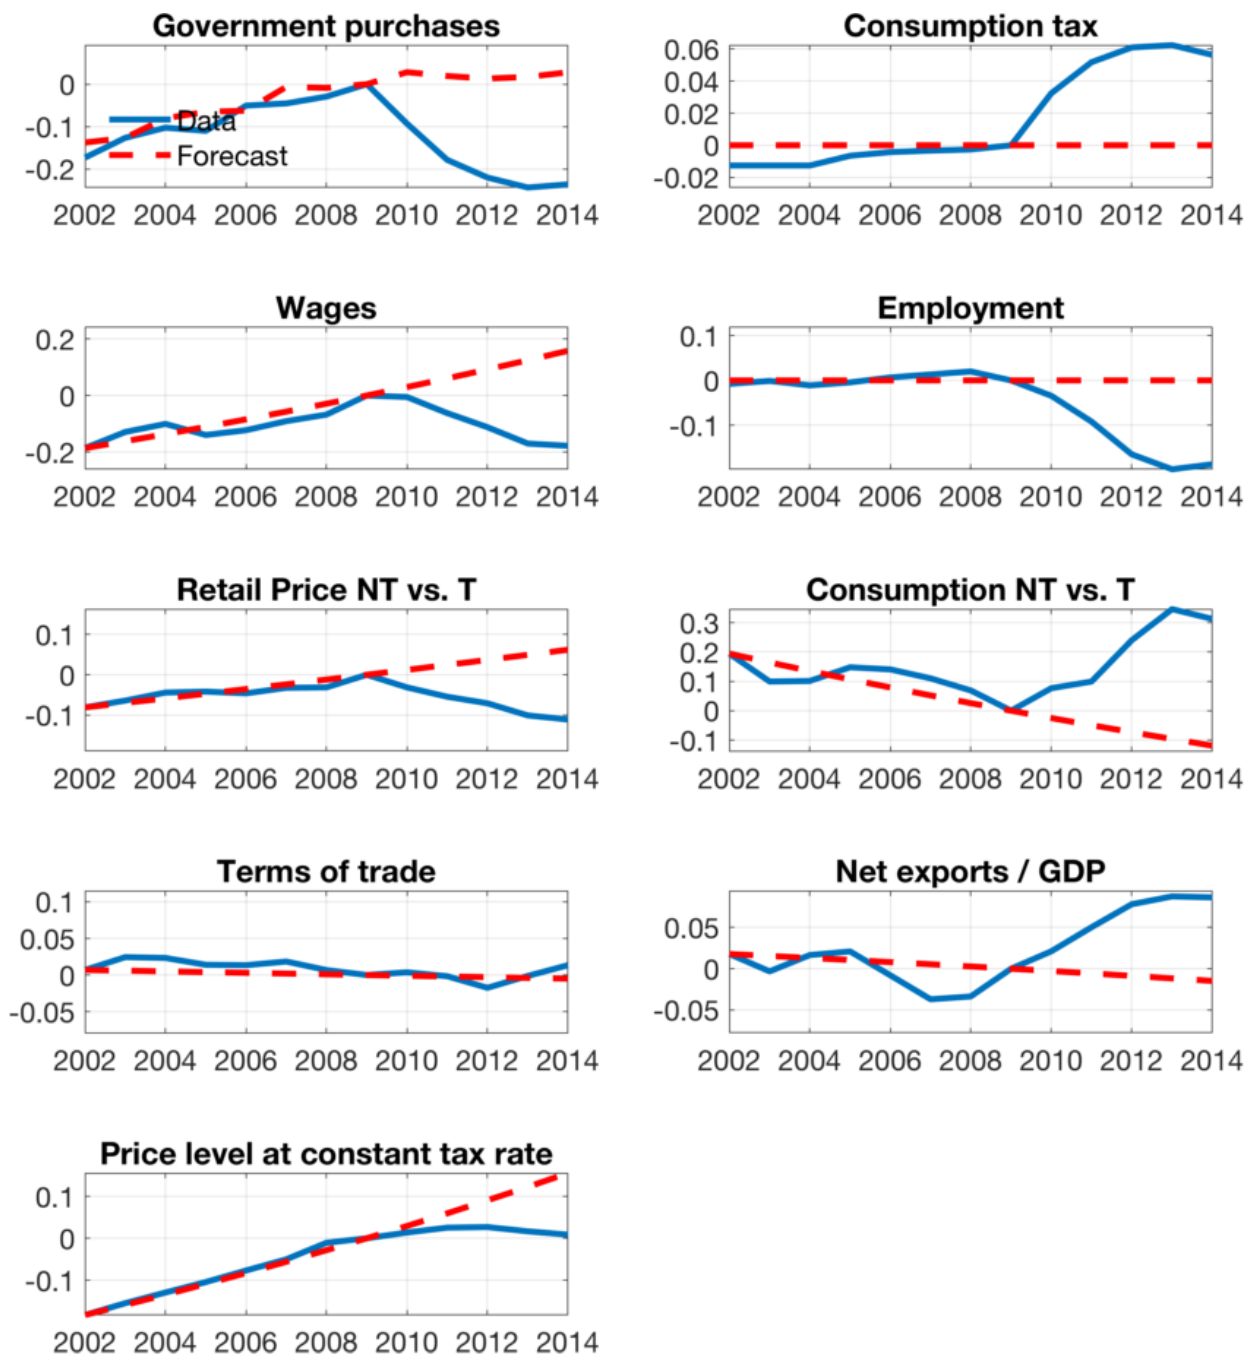 Government purchases
0
-0.1
-0.2
Data
Forecast
2002 2004 2006 2008 2010 2012 2014
Consumption tax
0.06
0.04
0.02
0
-0.02
2002 2004 2006 2008 2010 2012 2014
Wages
0.2
0
-0.2
2002 2004 2006 2008 2010 2012 2014
Employment
0.1
0
-0.1
2002 2004 2006 2008 2010 2012 2014
Retail Price NT vs. T
0.1
0
-0.1
2002 2004 2006 2008 2010 2012 2014
Consumption NT vs. T
0.3
0.2
0.1
0
-0.1
2002 2004 2006 2008 2010 2012 2014
Terms of trade
0.1
0.05
0
-0.05
2002 2004 2006 2008 2010 2012 2014
Net exports / GDP
0.05
0
-0.05
2002 2004 2006 2008 2010 2012 2014
Price level at constant tax rate
0.1
0
-0.1
2002 2004 2006 2008 2010 2012 2014